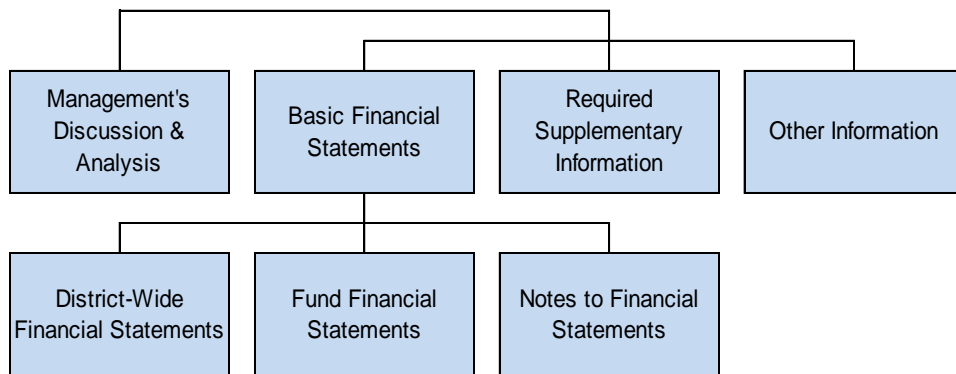 Management's
Discussion &
Analysis
Basic Financial
Statements
Required
Supplementary
Information
Other Information
District-Wide
Financial Statements
Fund Financial
Statements
Notes to Financial
Statements